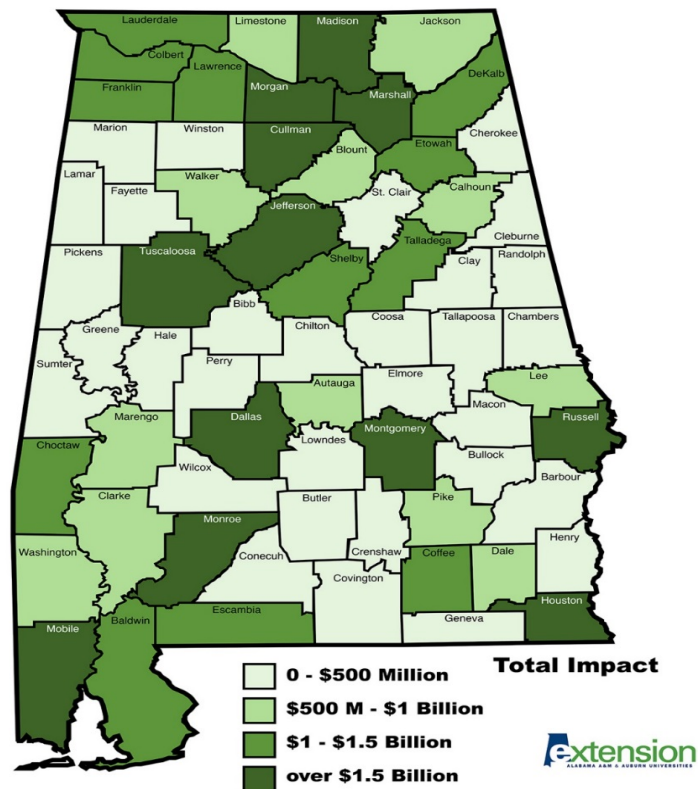 Lauderdale
Limestone
Madison
Jackson
Colbert
Lawrence
DeKalb
Franklin
Morgan
Marshall
Marion
Winston
Cullman
Cherokee
Etowah
Blount
Lamar
Walker
Fayette
St. Clair
Calhoun
Jefferson
Cleburne
Talladega
Pickens
Tuscaloosa
Shelby
Clay
Randolph
Bibb
Coosa
Tallapoosa
Chambers
Greene
Chilton
Hale
Sumter
Perry
Elmore
Lee
Autauga
Macon
Marengo
Dallas
Montgomery
Russell
Lowndes
Choctaw
Bullock
Wilcox
Barbour
Clarke
Butler
Pike
Monroe
Henry
Washington
Conecuh
Crenshaw
Coffee
Dale
Covington
Houston
Escambia
Geneva
Baldwin
Mobile
Total Impact
0 - $500 Million
$500 M - $1 Billion
$1 - $1.5 Billion
over $1.5 Billion
extension
ALABAMA A&M & AUBURN UNIVERSITIES